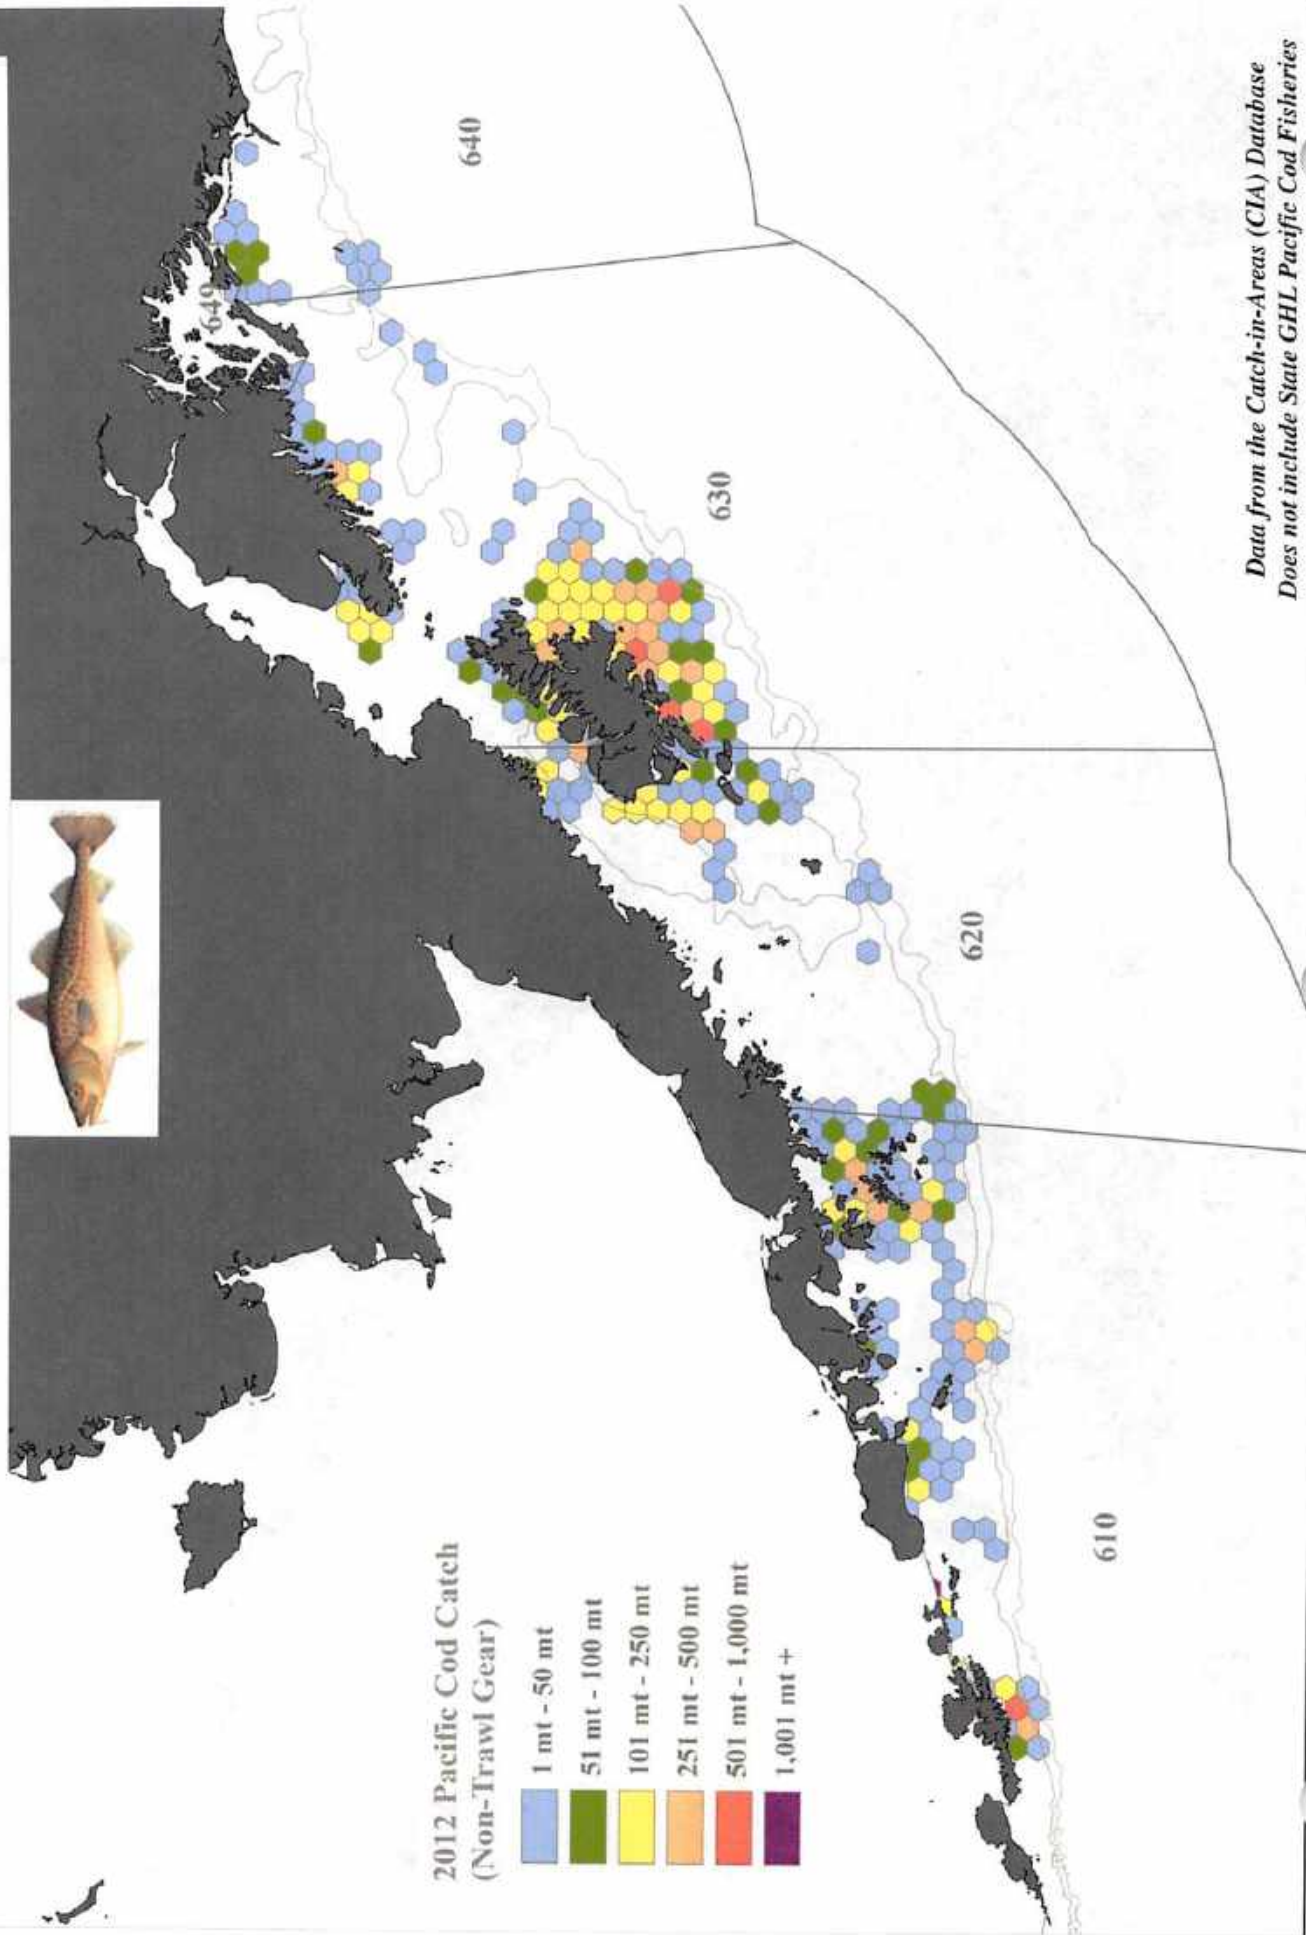 2012 Pacific Cod Catch
(Non-Trawl Gear)
1 mt - 50 mt
51 mt - 100 mt
101 mt - 250 mt
251 mt - 500 mt
501 mt - 1,000 mt
1,001 mt +
610
620
630
649
640
Data from the Catch-in-Areas (CIA) Database
Does not include State GHL Pacific Cod Fisheries